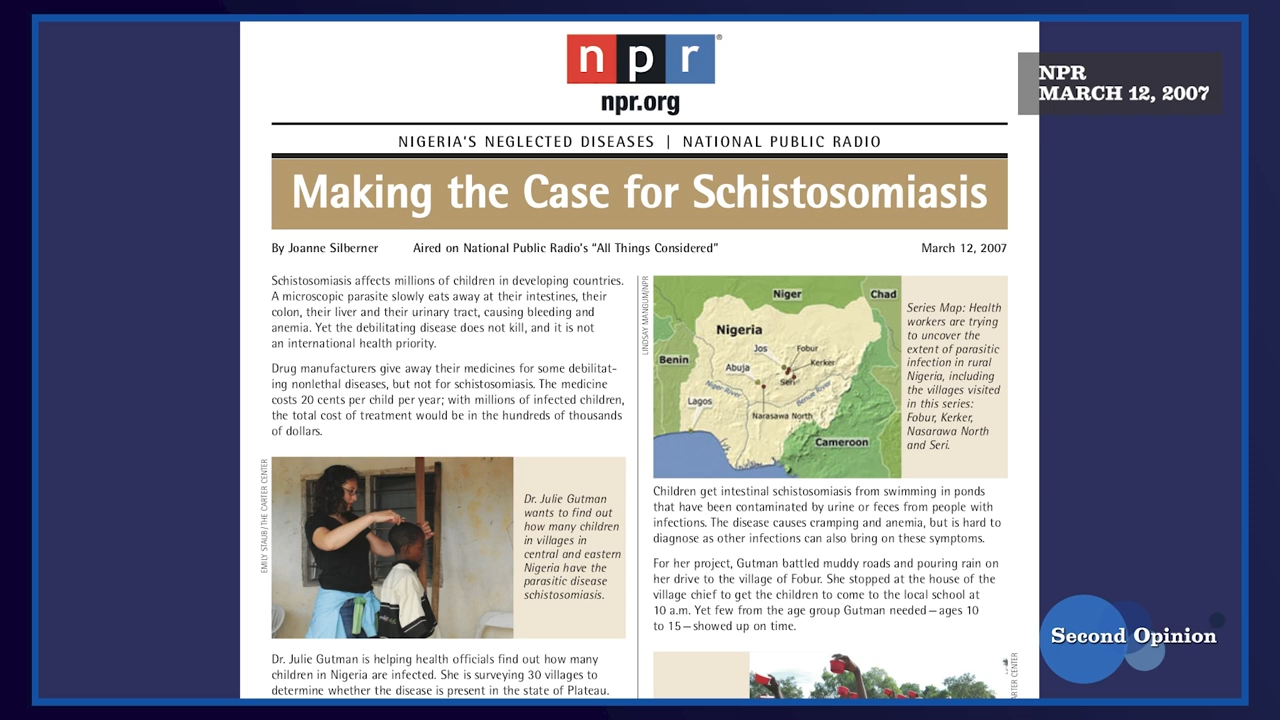 npr®
npr.org
NPR
MARCH 12, 2007
NIGERIA'S NEGLECTED DISEASES | NATIONAL PUBLIC RADIO
Making the Case for Schistosomiasis
By Joanne Silberner
Aired on National Public Radio's "All Things Considered"
March 12, 2007
Schistosomiasis affects millions of children in developing countries.
A microscopic parasite slowly eats away at their intestines, their
colon, their liver and their urinary tract, causing bleeding and
anemia. Yet the debilitating disease does not kill, and it is not
an international health priority.
Drug manufacturers give away their medicines for some debilitat-
ing nonlethal diseases, but not for schistosomiasis. The medicine
costs 20 cents per child per year; with millions of infected children,
the total cost of treatment would be in the hundreds of thousands
of dollars.
EMILY STAUB/THE CARTER CENTER
Dr. Julie Gutman
wants to find out
how many children
in villages in
central and eastern
Nigeria have the
parasitic disease
schistosomiasis.
Dr. Julie Gutman is helping health officials find out how many
children in Nigeria are infected. She is surveying 30 villages to
determine whether the disease is present in the state of Plateau.
LINDSAY MANGUM/NPR
Niger
Chad
Nigeria
Jos
Fobur
Kerker
Benin
Abuja
Seri
Niger River
Benue River
Lagos
Narasawa North
Cameroon
Series Map: Health
workers are trying
to uncover the
extent of parasitic
infection in rural
Nigeria, including
the villages visited
in this series:
Fobur, Kerker,
Nasarawa North
and Seri.
Children get intestinal schistosomiasis from swimming in ponds
that have been contaminated by urine or feces from people with
infections. The disease causes cramping and anemia, but is hard to
diagnose as other infections can also bring on these symptoms.
For her project, Gutman battled muddy roads and pouring rain on
her drive to the village of Fobur. She stopped at the house of the
village chief to get the children to come to the local school at
10 a.m. Yet few from the age group Gutman needed—ages 10
to 15—showed up on time.
ARTER CENTER
Second Opinion